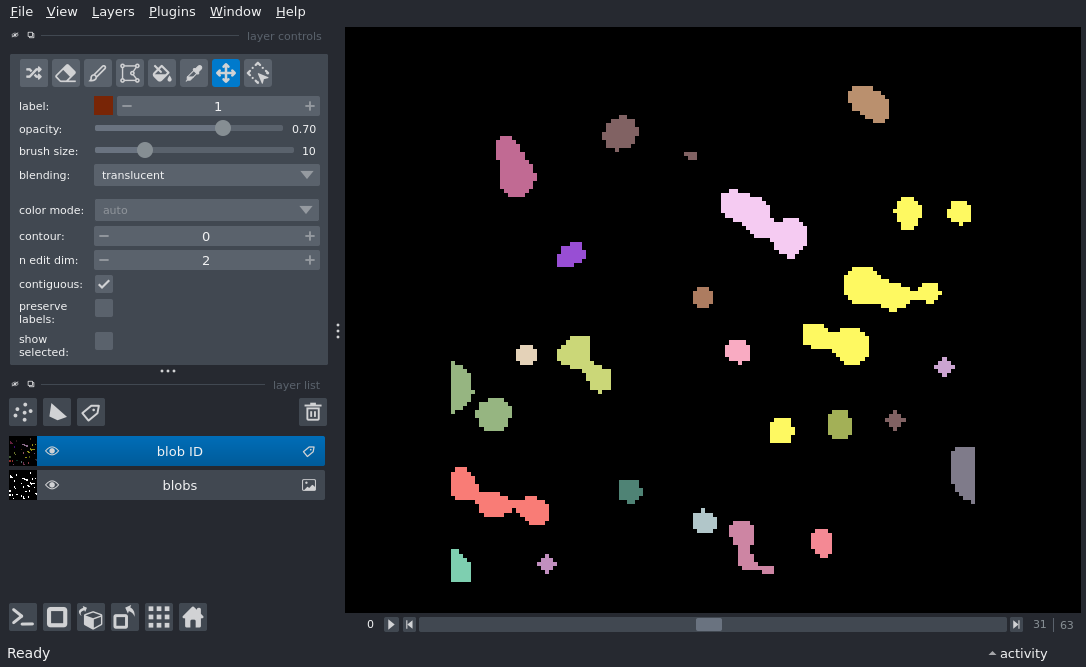 File View Layers Plugins Window Help
layer controls
label: 1
opacity: 0.70
brush size: 10
blending: translucent
color mode: auto
contour: 0
n edit dim: 2
contiguous:
preserve
labels:
show
selected:
layer list
blob ID
blobs
0 31 | 63
Ready activity